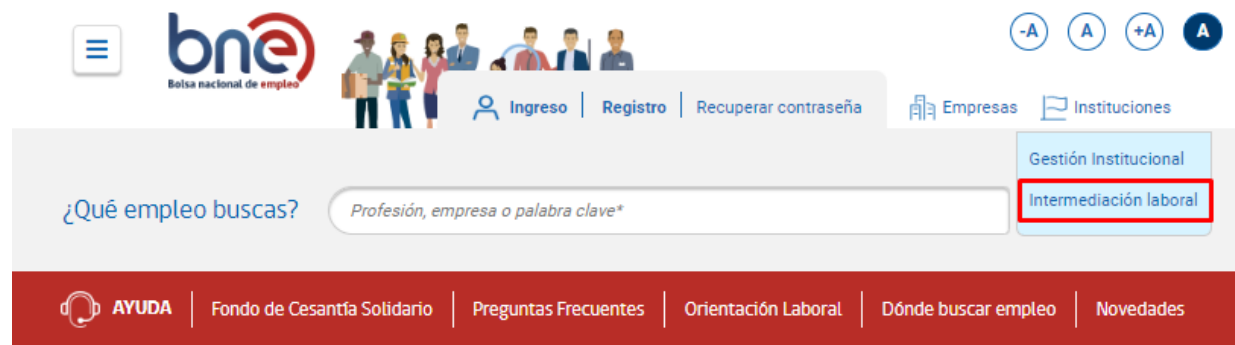 bne
Bolsa nacional de empleo
-A A +A A
Ingreso Registro Recuperar contraseña Empresas Instituciones
Gestión Institucional
Intermediación laboral
¿Qué empleo buscas? Profesión, empresa o palabra clave*
AYUDA Fondo de Cesantía Solidario Preguntas Frecuentes Orientación Laboral Dónde buscar empleo Novedades